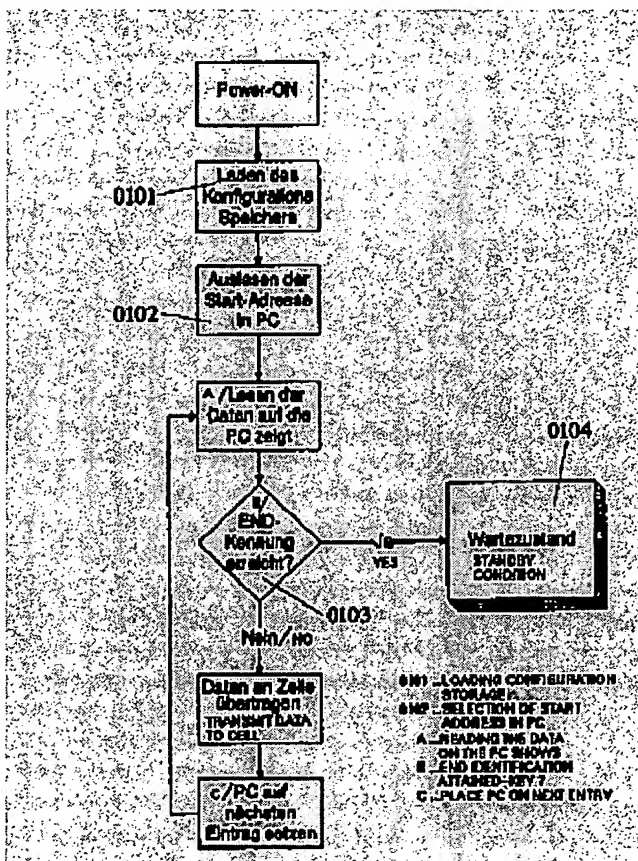 Power-ON
0101
Laden des
Konfigurations
Speichers
0102
Auslesen der
Start-Adresse
in PC
A/Lesen der
Daten auf die
PC zeigt
B/
END-
Kennung
erreicht?
0103
YES
0104
Wartezustand
STANDBY
CONDITION
Nein/NO
Daten an Zelle
übertragen
TRANSMIT DATA
TO CELL
C/PC auf
nächsten
Eintrag setzen
0101...LOADING CONFIGURATION
STORAGE
0102...SELECTION OF START
ADDRESS IN PC
A...READING THE DATA
ON THE PC SHOWS
B...END IDENTIFICATION
ATTAINED-KEY?
C...PLACE PC ON NEXT ENTRY